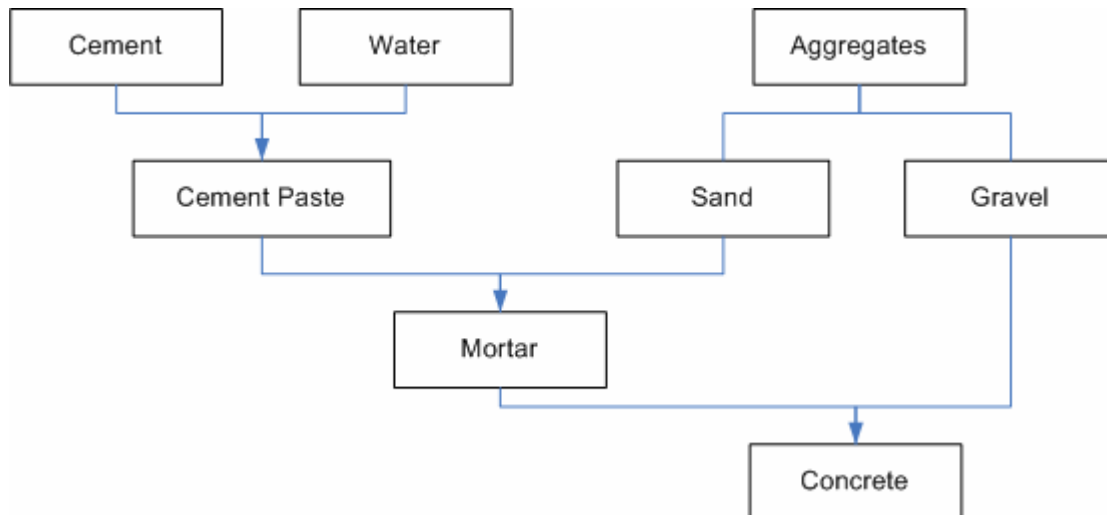 Cement
Water
Aggregates
Cement Paste
Sand
Gravel
Mortar
Concrete